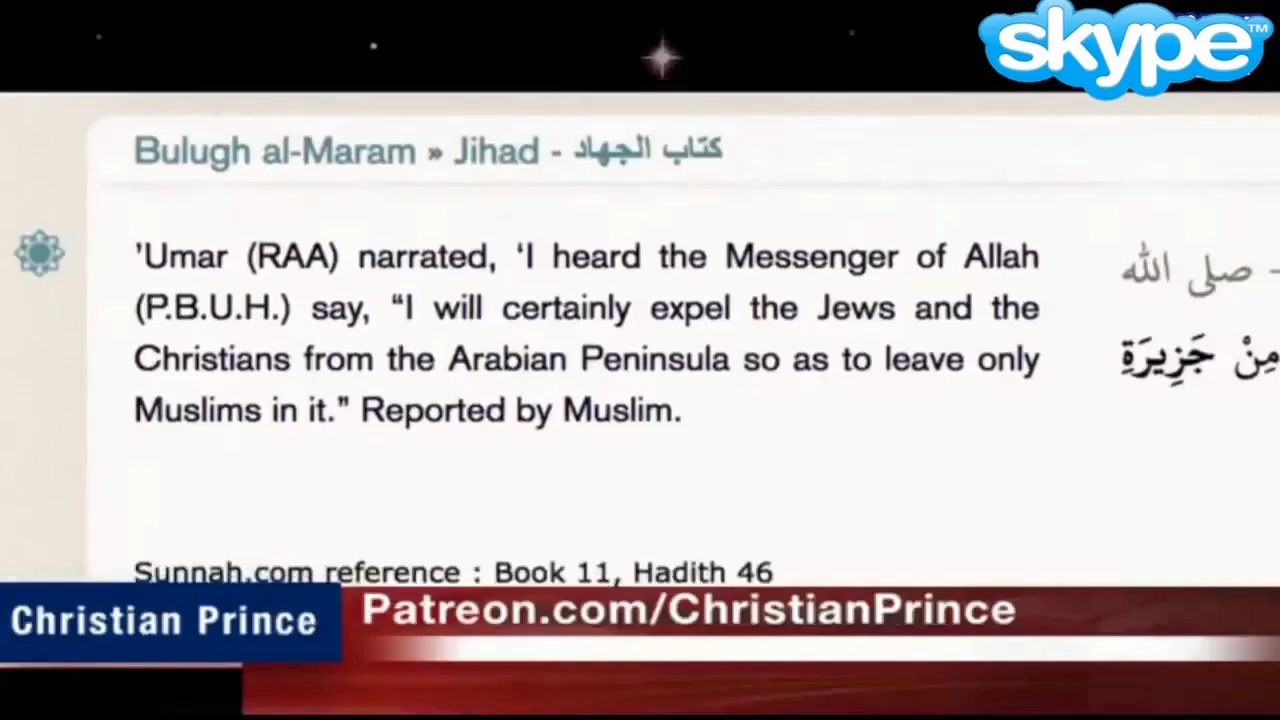 skype™
Bulugh al-Maram » Jihad - كتاب الجهاد
’Umar (RAA) narrated, ‘I heard the Messenger of Allah
(P.B.U.H.) say, “I will certainly expel the Jews and the
Christians from the Arabian Peninsula so as to leave only
Muslims in it.” Reported by Muslim.
- صلى الله
مِنْ جَزِيرَةِ
Sunnah.com reference : Book 11, Hadith 46
Christian Prince
Patreon.com/ChristianPrince